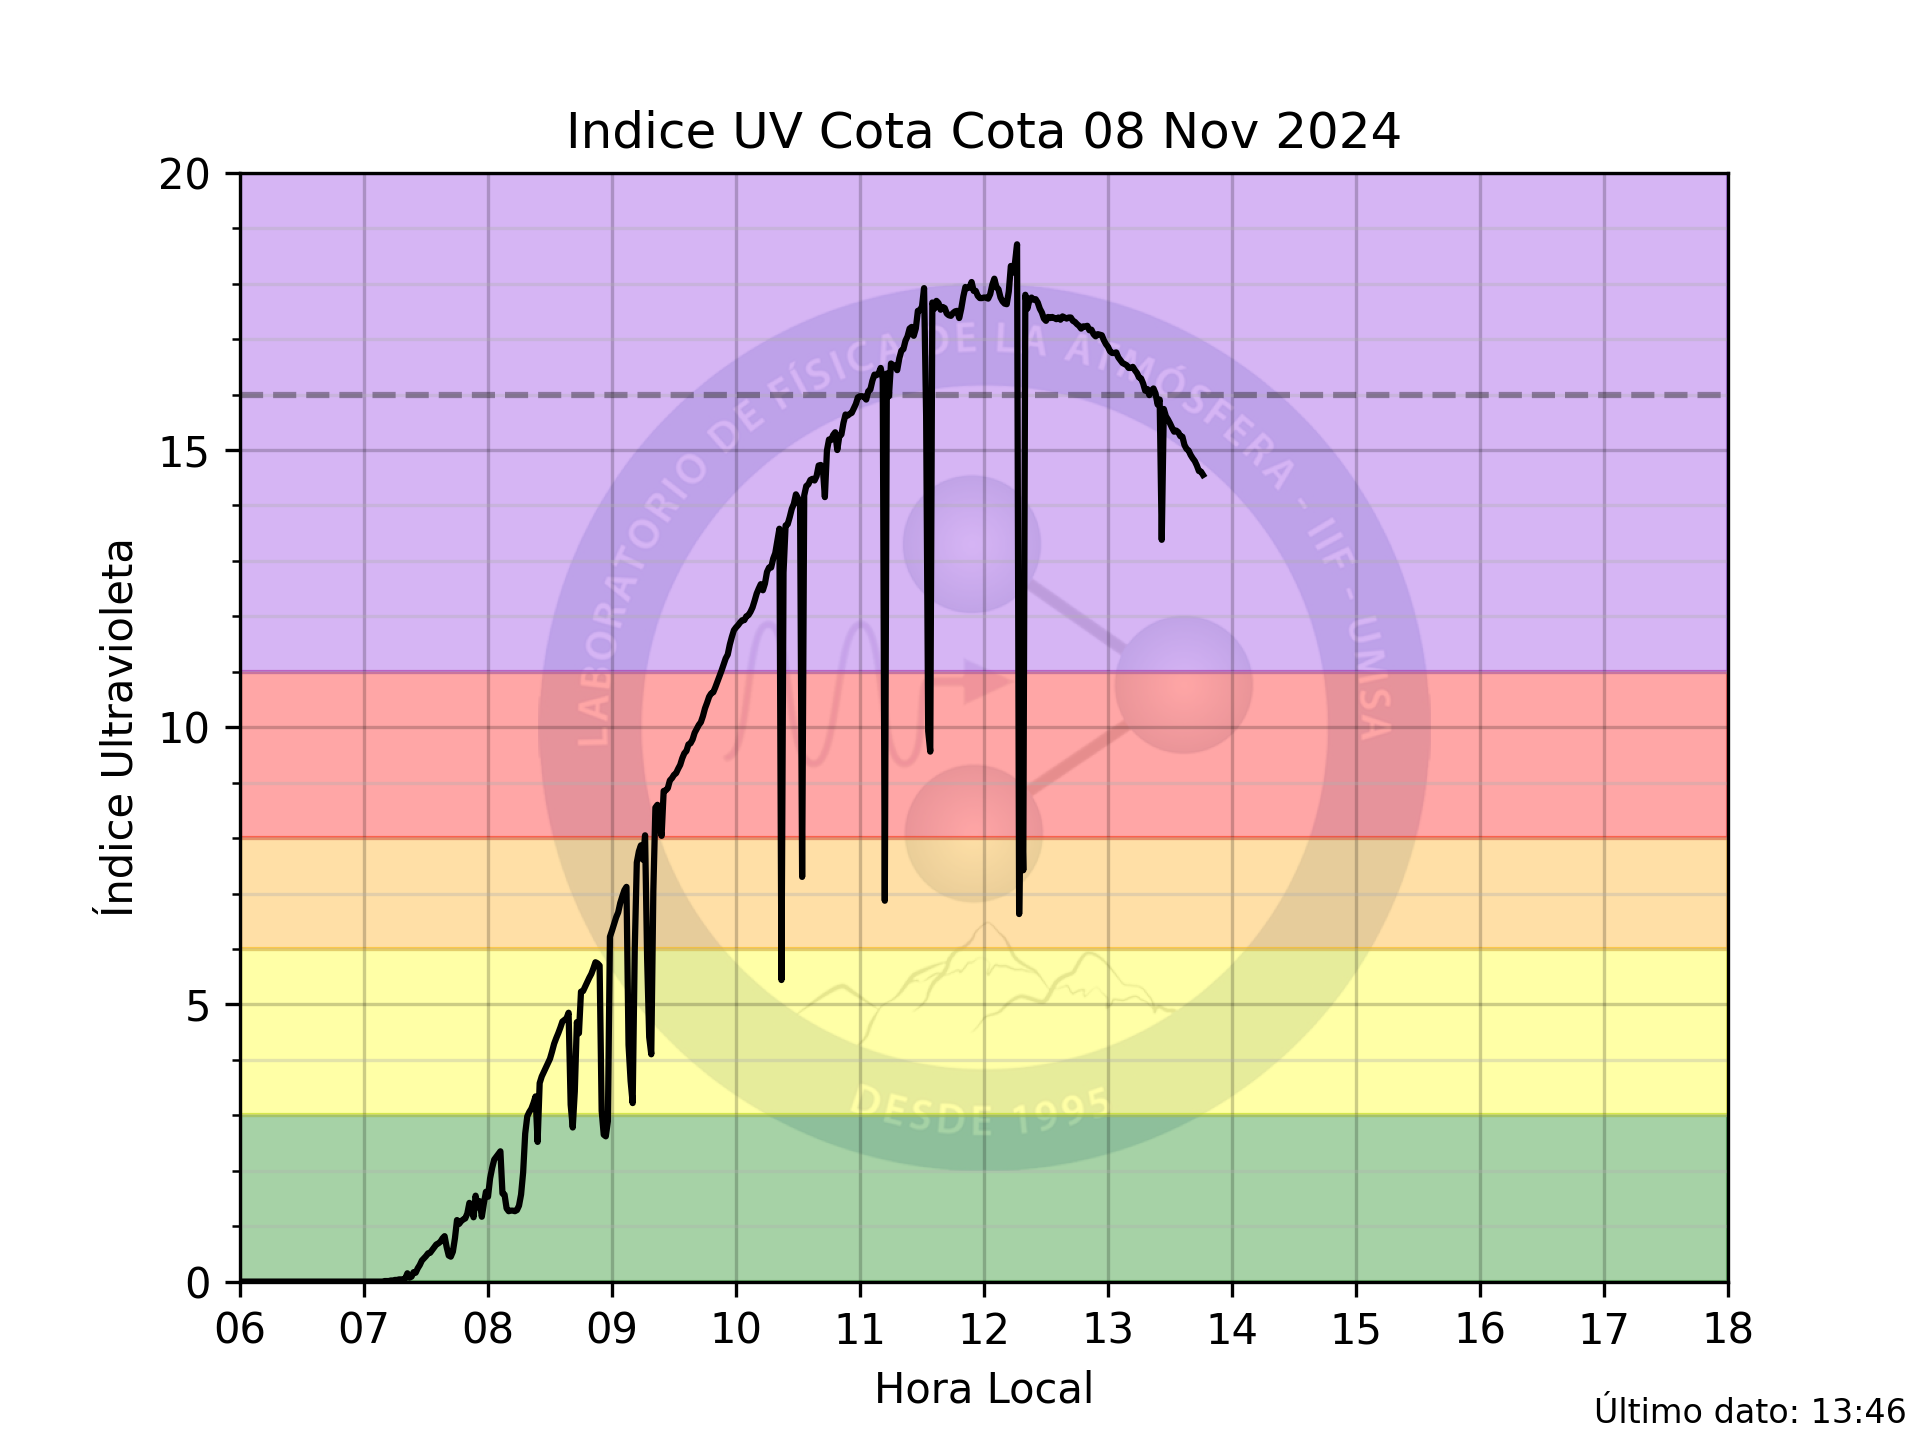 Indice UV Cota Cota 08 Nov 2024
20
15
10
5
0
Índice Ultravioleta
LABORATORIO DE FÍSICA DE LA ATMÓSFERA - IIF - UMSA
DESDE 1995
06 07 08 09 10 11 12 13 14 15 16 17 18
Hora Local
Último dato: 13:46